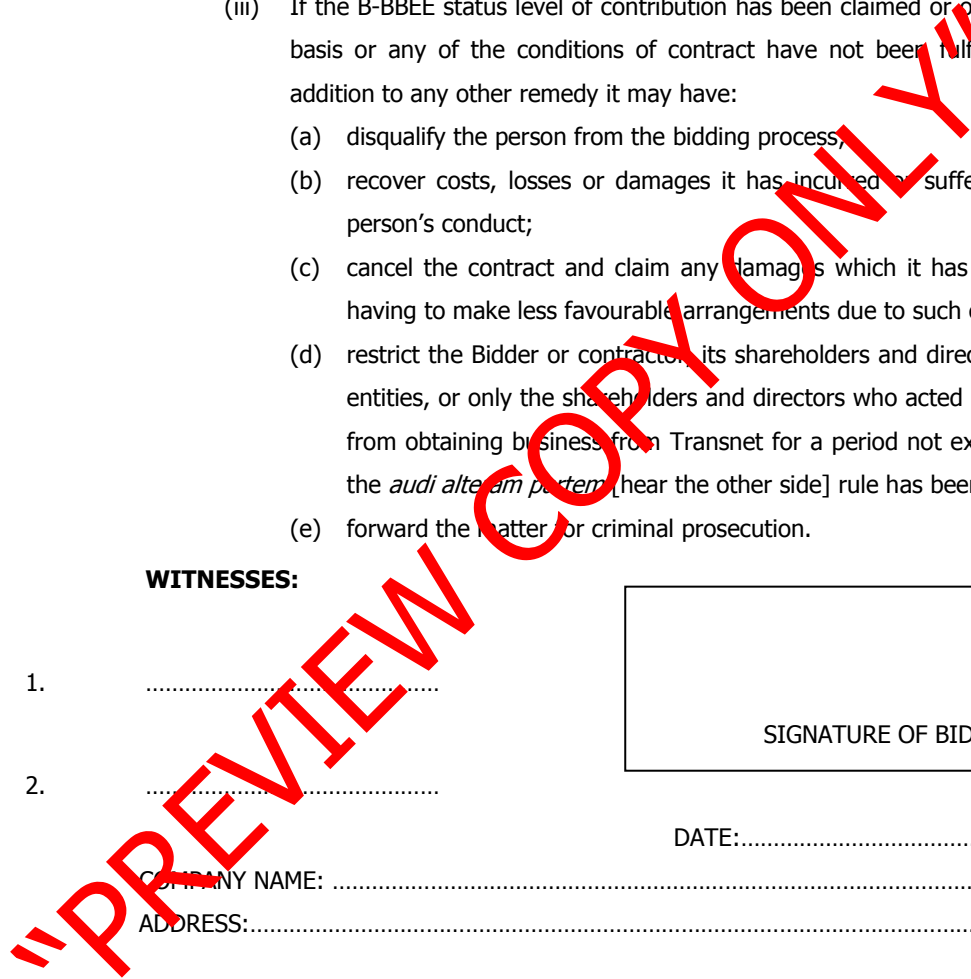 (iii) If the B-BBEE status level of contribution has been claimed or
basis or any of the conditions of contract have not been
addition to any other remedy it may have:
(a) disqualify the person from the bidding process;
(b) recover costs, losses or damages it has incurred or
person's conduct;
(c) cancel the contract and claim any damages which it has
having to make less favourable arrangements due to such
(d) restrict the Bidder or contractor, its shareholders and
entities, or only the shareholders and directors who acted
from obtaining business from Transnet for a period not
the audi alteram partem [hear the other side] rule has been
(e) forward the matter for criminal prosecution.
WITNESSES:
1. ............................................
SIGNATURE OF
2. ............................................
DATE:....................................
COMPANY NAME: ....................................................................................................
ADDRESS:....................................................................................................
"PREVIEW COPY ONLY"